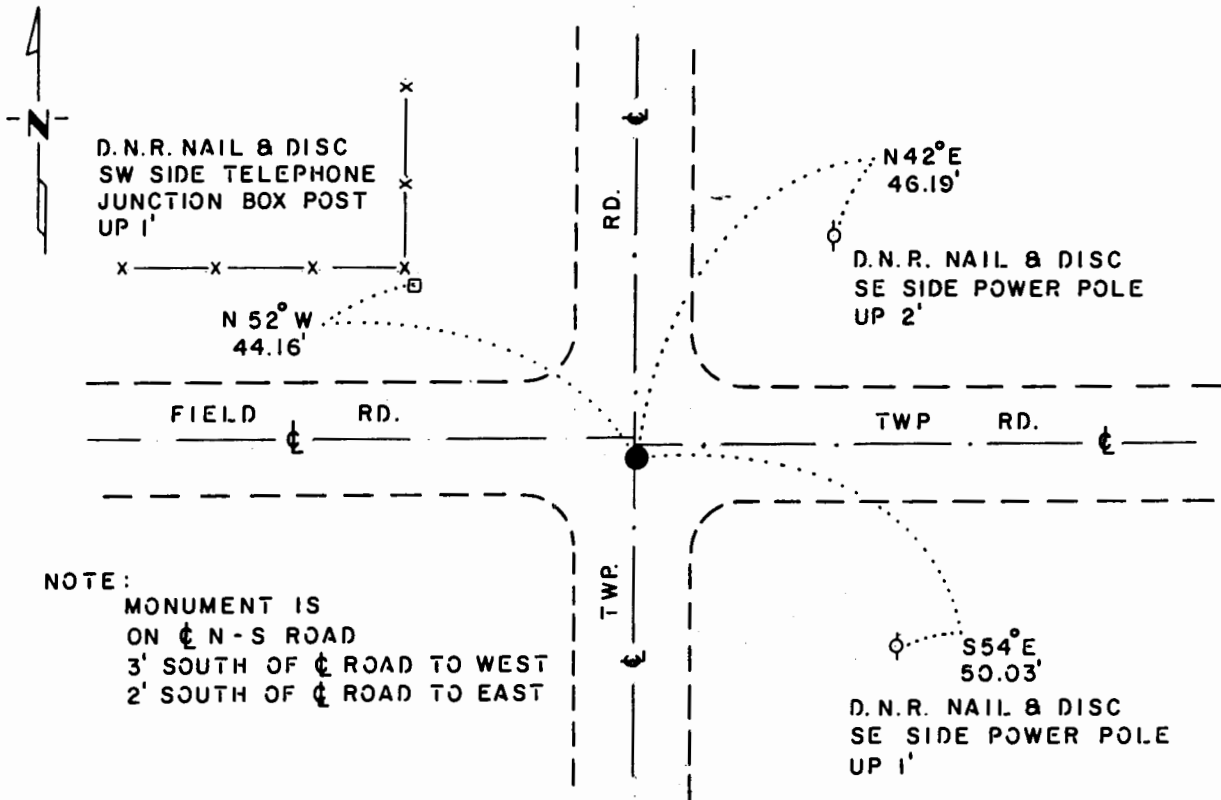 N
D.N.R. NAIL & DISC
SW SIDE TELEPHONE
JUNCTION BOX POST
UP 1'
N 52° W
44.16'
N 42° E
46.19'
D.N.R. NAIL & DISC
SE SIDE POWER POLE
UP 2'
RD.
FIELD RD.
TWP RD.
TWP.
NOTE:
MONUMENT IS
ON ℄ N-S ROAD
3' SOUTH OF ℄ ROAD TO WEST
2' SOUTH OF ℄ ROAD TO EAST
S 54° E
50.03'
D.N.R. NAIL & DISC
SE SIDE POWER POLE
UP 1'